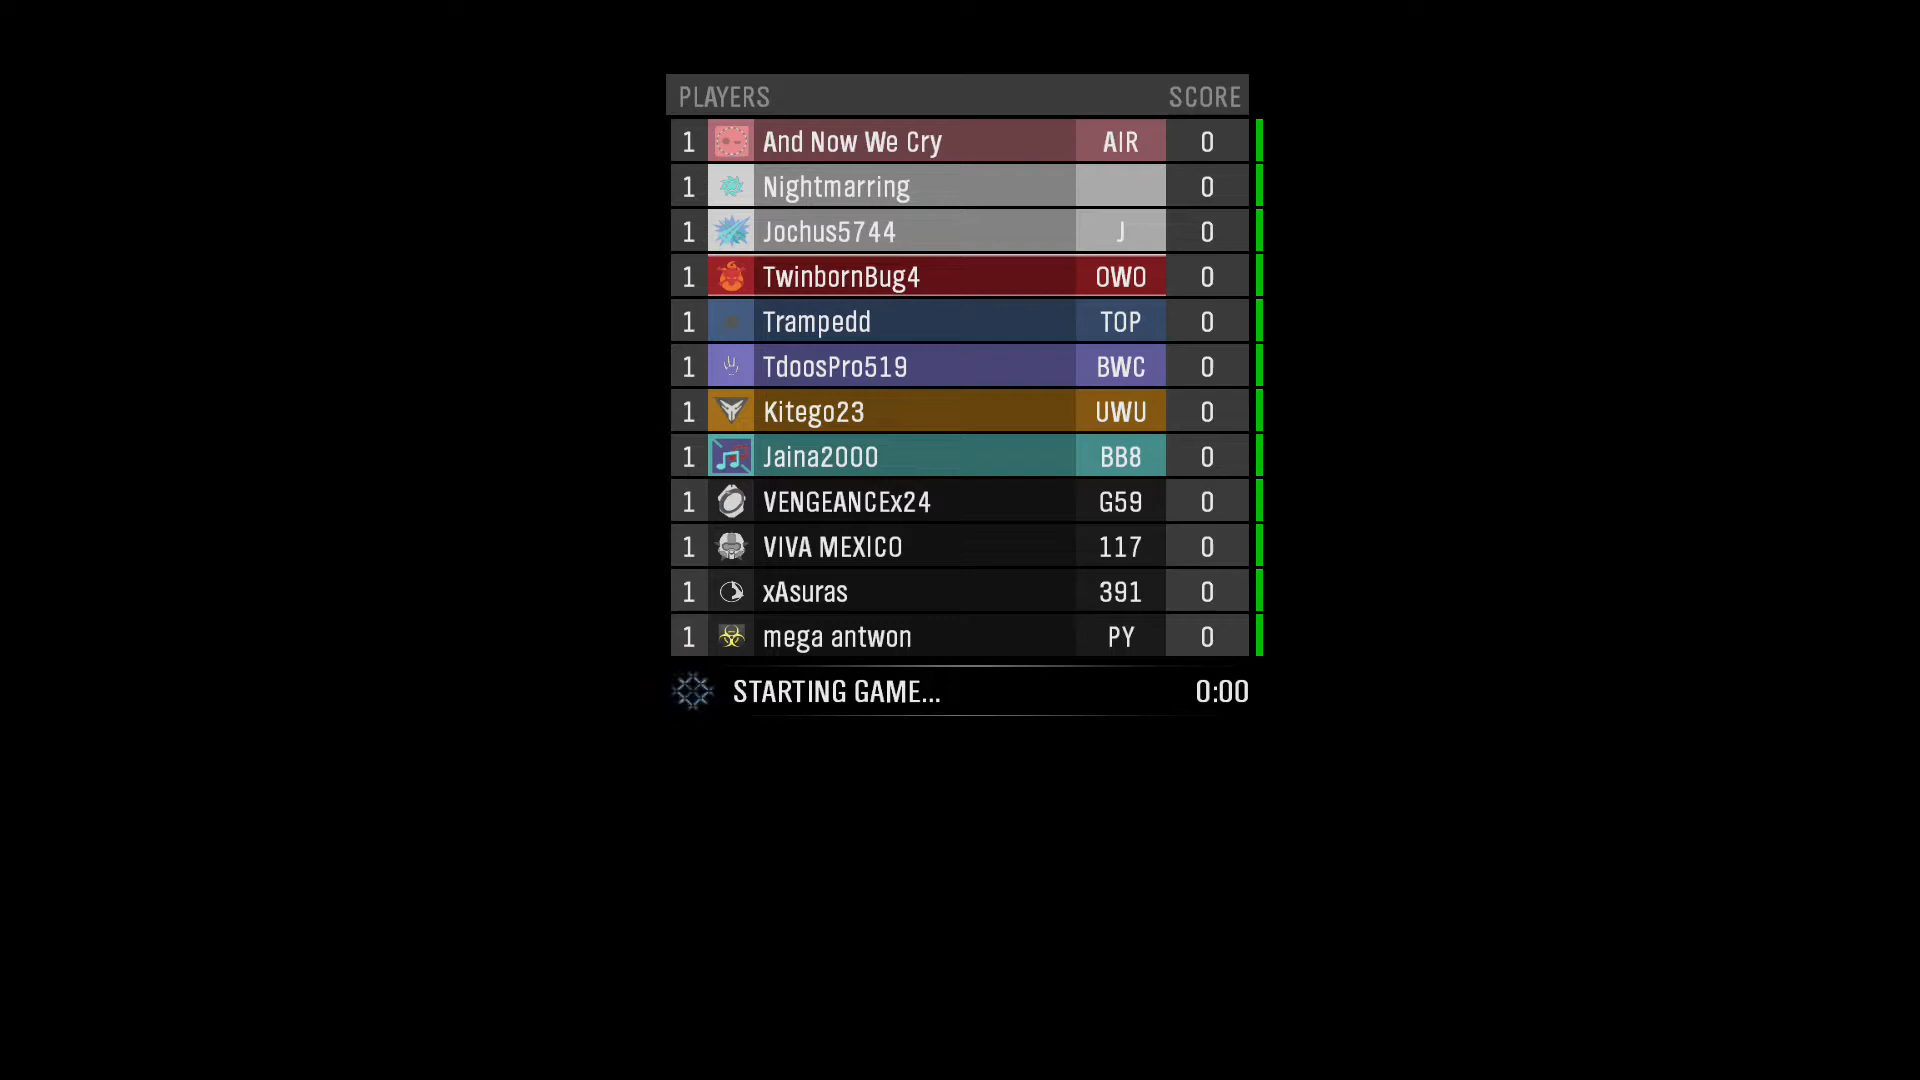 PLAYERS SCORE
1 And Now We Cry AIR 0
1 Nightmarring 0
1 Jochus5744 J 0
1 TwinbornBug4 OWO 0
1 Trampedd TOP 0
1 TdoosPro519 BWC 0
1 Kitego23 UWU 0
1 Jaina2000 BB8 0
1 VENGEANCEx24 G59 0
1 VIVA MEXICO 117 0
1 xAsuras 391 0
1 mega antwon PY 0
STARTING GAME... 0:00